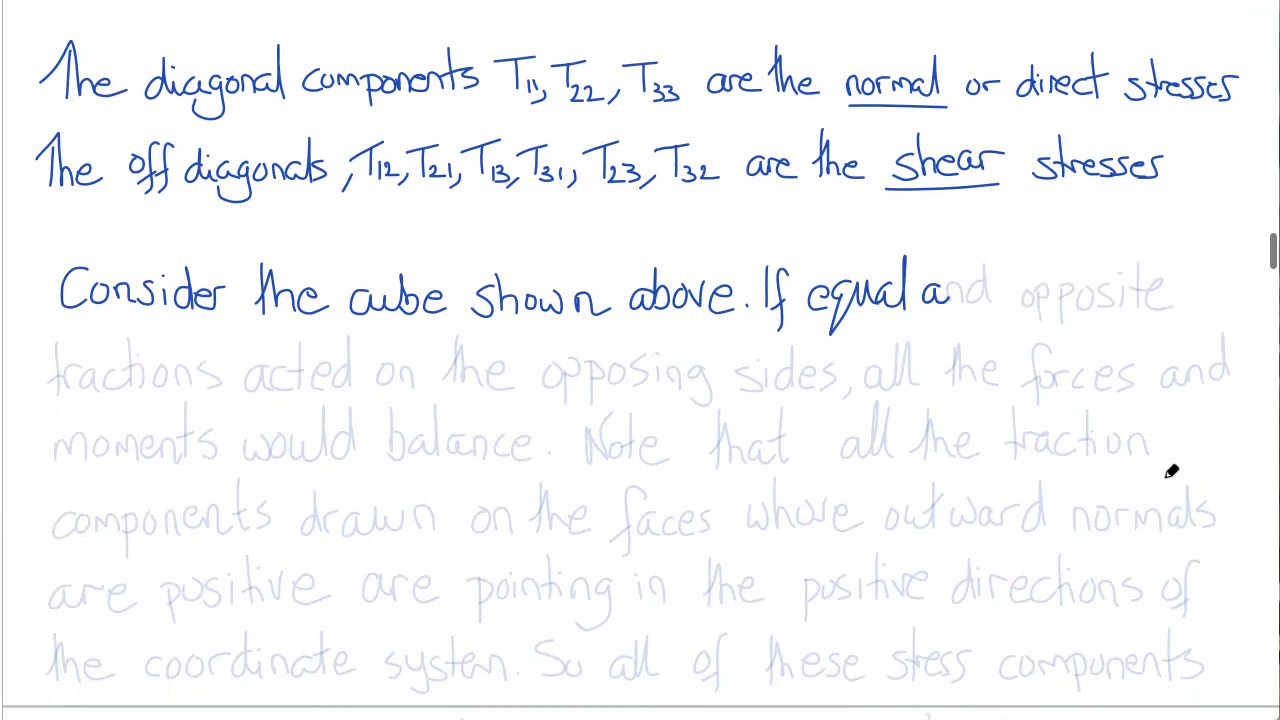 The diagonal components T11, T22, T33 are the normal or direct stresses
The off diagonals, T12, T21, T13, T31, T23, T32 are the shear stresses
Consider the cube shown above. If equal and opposite
tractions acted on the opposing sides, all the forces and
moments would balance. Note that all the traction
components drawn on the faces whose outward normals
are positive are pointing in the positive directions of
the coordinate system. So all of these stess components